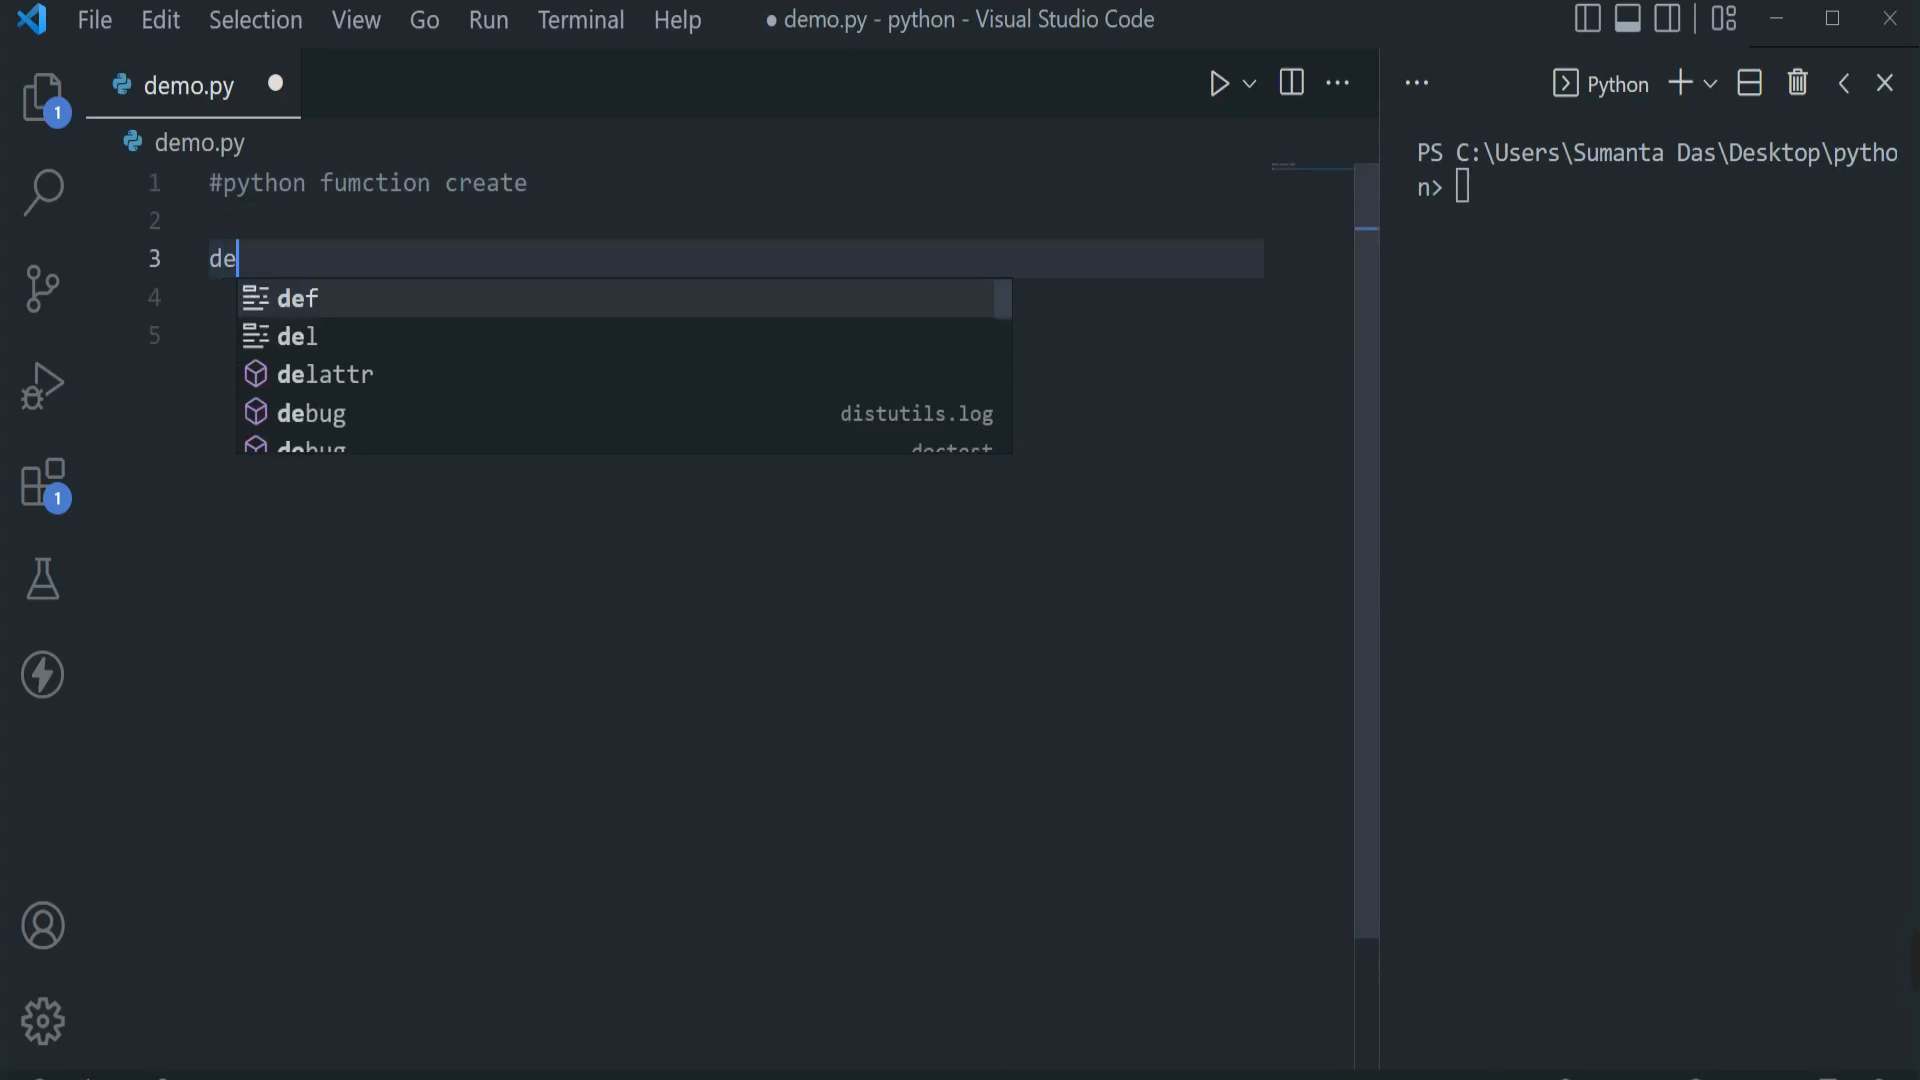 File Edit Selection View Go Run Terminal Help ● demo.py - python - Visual Studio Code
demo.py
Python
demo.py
1 #python fumction create
2
3 de
4
5
def
del
delattr
debug distutils.log
debug doctest
PS C:\Users\Sumanta Das\Desktop\pytho
n>
1
1